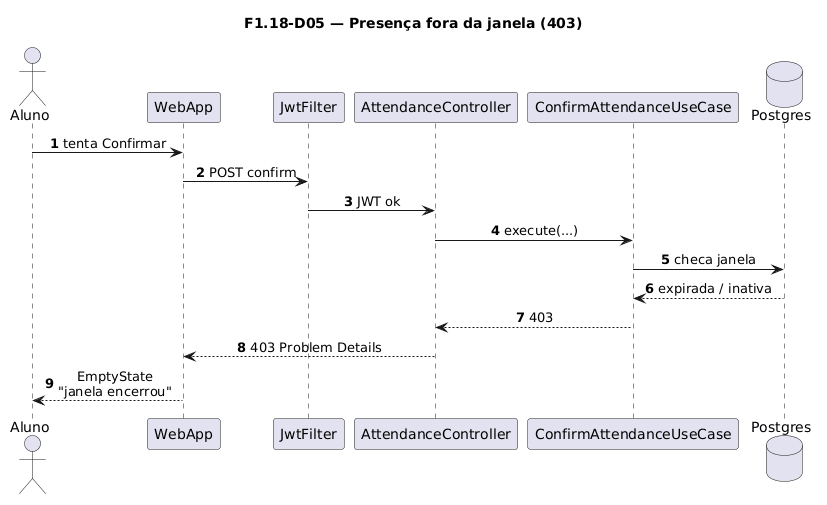 F1.18-D05 — Presença fora da janela (403)
Aluno
WebApp
JwtFilter
AttendanceController
ConfirmAttendanceUseCase
Postgres
1 tenta Confirmar
2 POST confirm
3 JWT ok
4 execute(...)
5 checa janela
6 expirada / inativa
7 403
8 403 Problem Details
9 EmptyState
"janela encerrou"
Aluno
WebApp
JwtFilter
AttendanceController
ConfirmAttendanceUseCase
Postgres